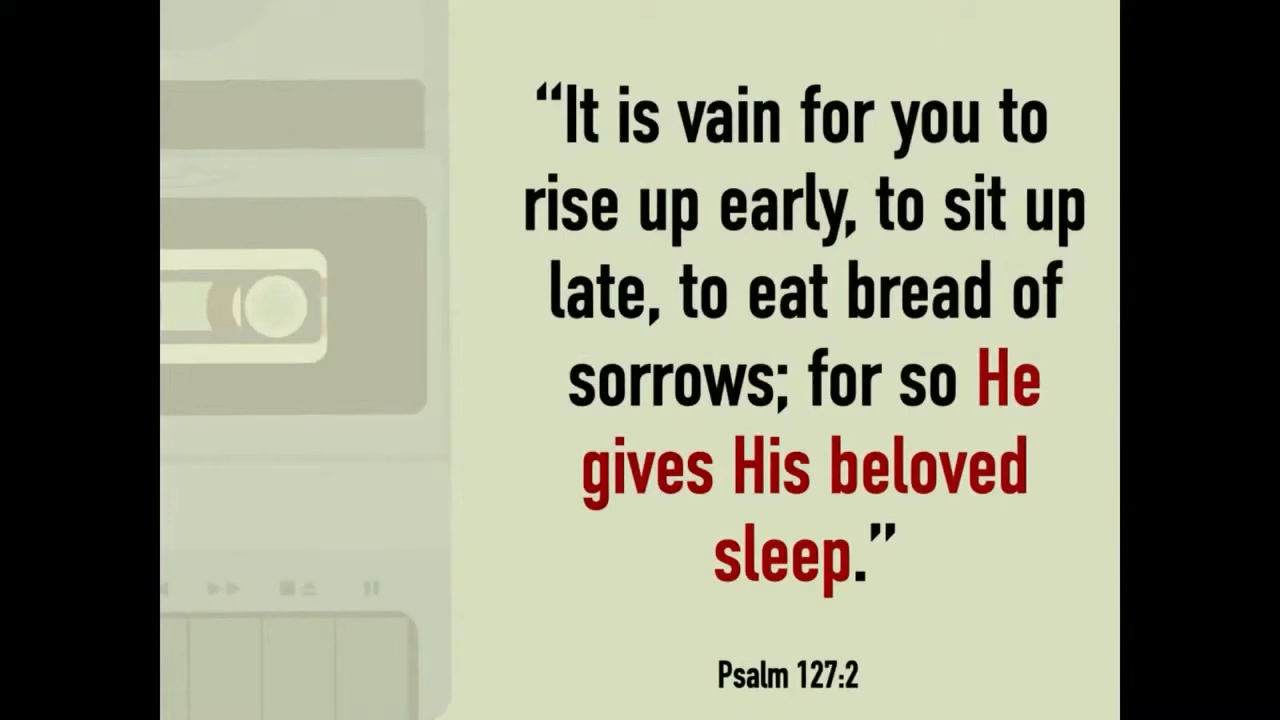 “It is vain for you to
rise up early, to sit up
late, to eat bread of
sorrows; for so He
gives His beloved
sleep.”
Psalm 127:2